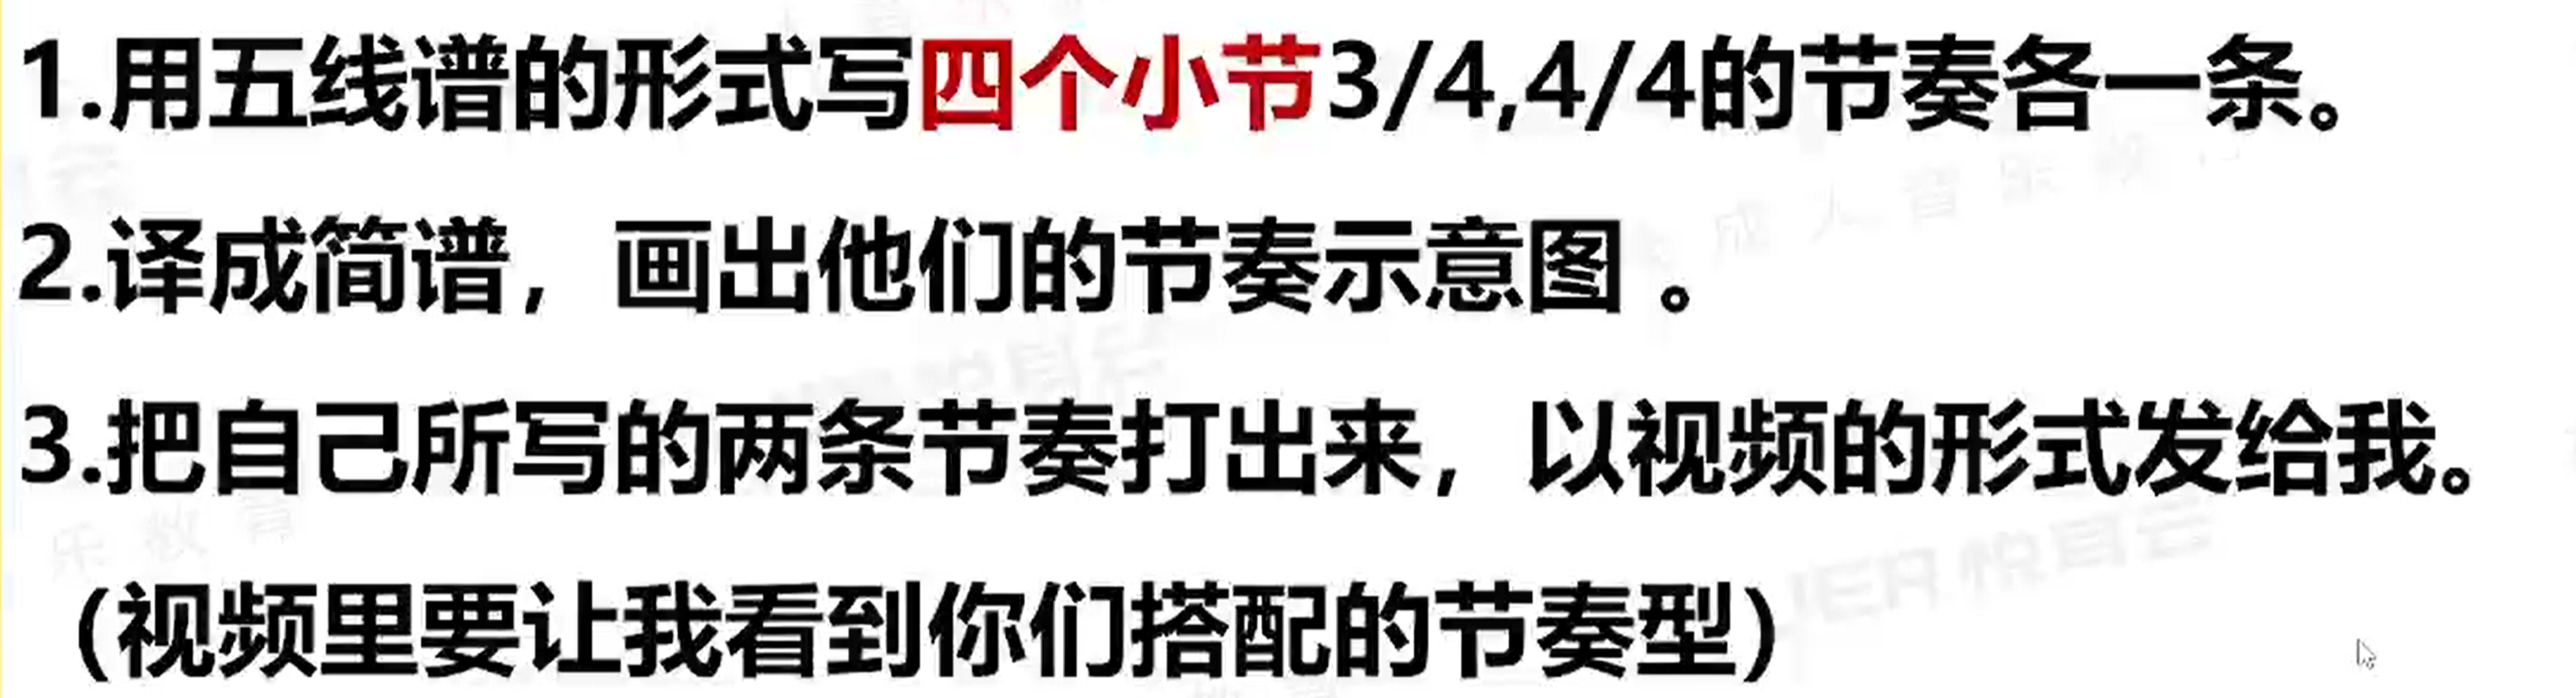 1.用五线谱的形式写四个小节3/4,4/4的节奏各一条。
2.译成简谱，画出他们的节奏示意图 。
3.把自己所写的两条节奏打出来，以视频的形式发给我。
（视频里要让我看到你们搭配的节奏型）